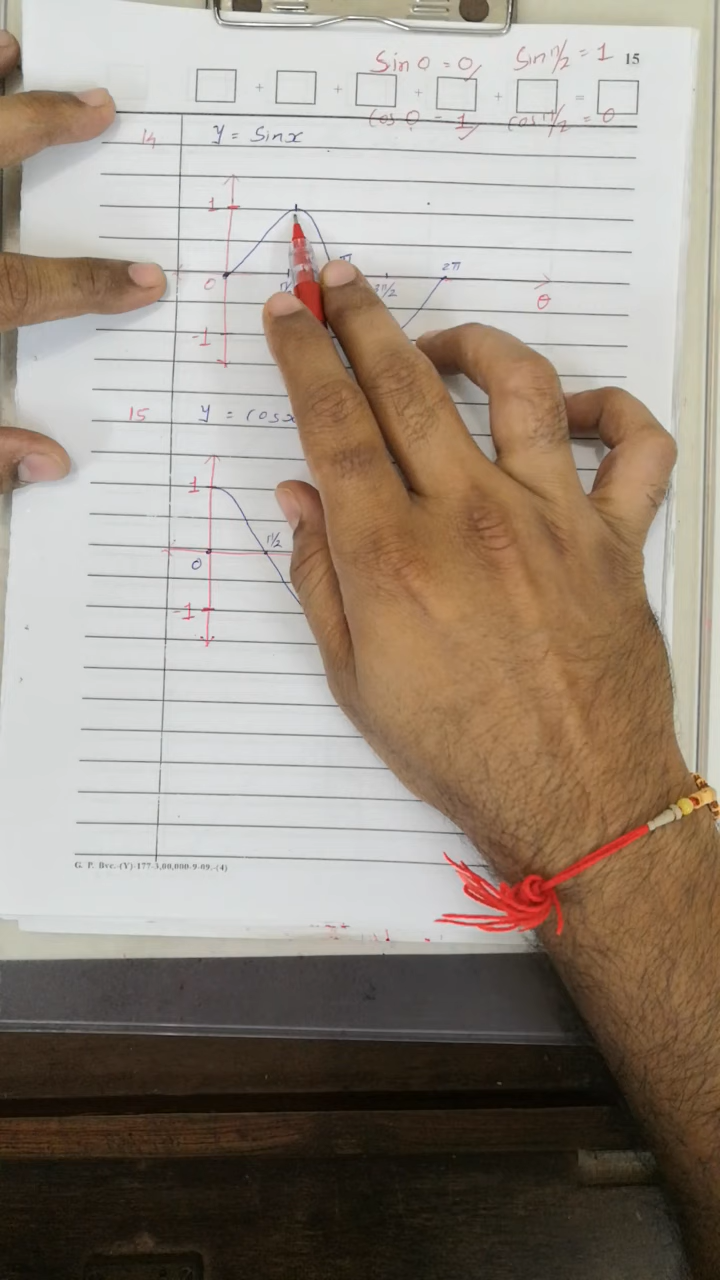 Sin 0 = 0, Sin π/2 = 1 15
+ + + + =
cos 0 = 1, cos π/2 = 0
14 y = Sinx
1
π
2π
0 3π/2 θ
-1
15 y = cosx
1
π/2
0
-1
G. P. Bvc.-(Y)-177-3,00,000-9-09.-(4)